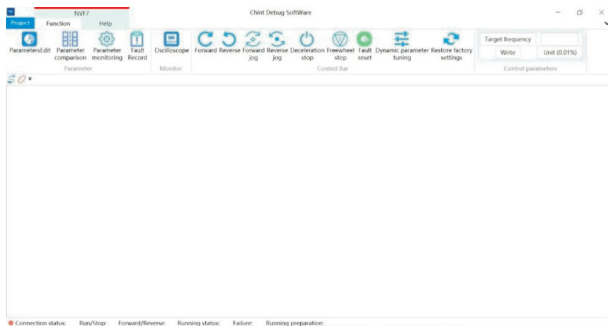 NVF7 Chint Debug SoftWare
Project Function Help
ParametersEdit Parameter comparison Parameter monitoring Fault Record Oscilloscope Forward Reverse Forward jog Reverse jog Deceleration stop Freewheel stop Fault reset Dynamic parameter tuning Restore factory settings
Target frequency
Write Unit (0.01%)
Parameter Monitor Control Bar Control parameters
Connection status: Run/Stop: Forward/Reverse: Running status: Failure: Running preparation: